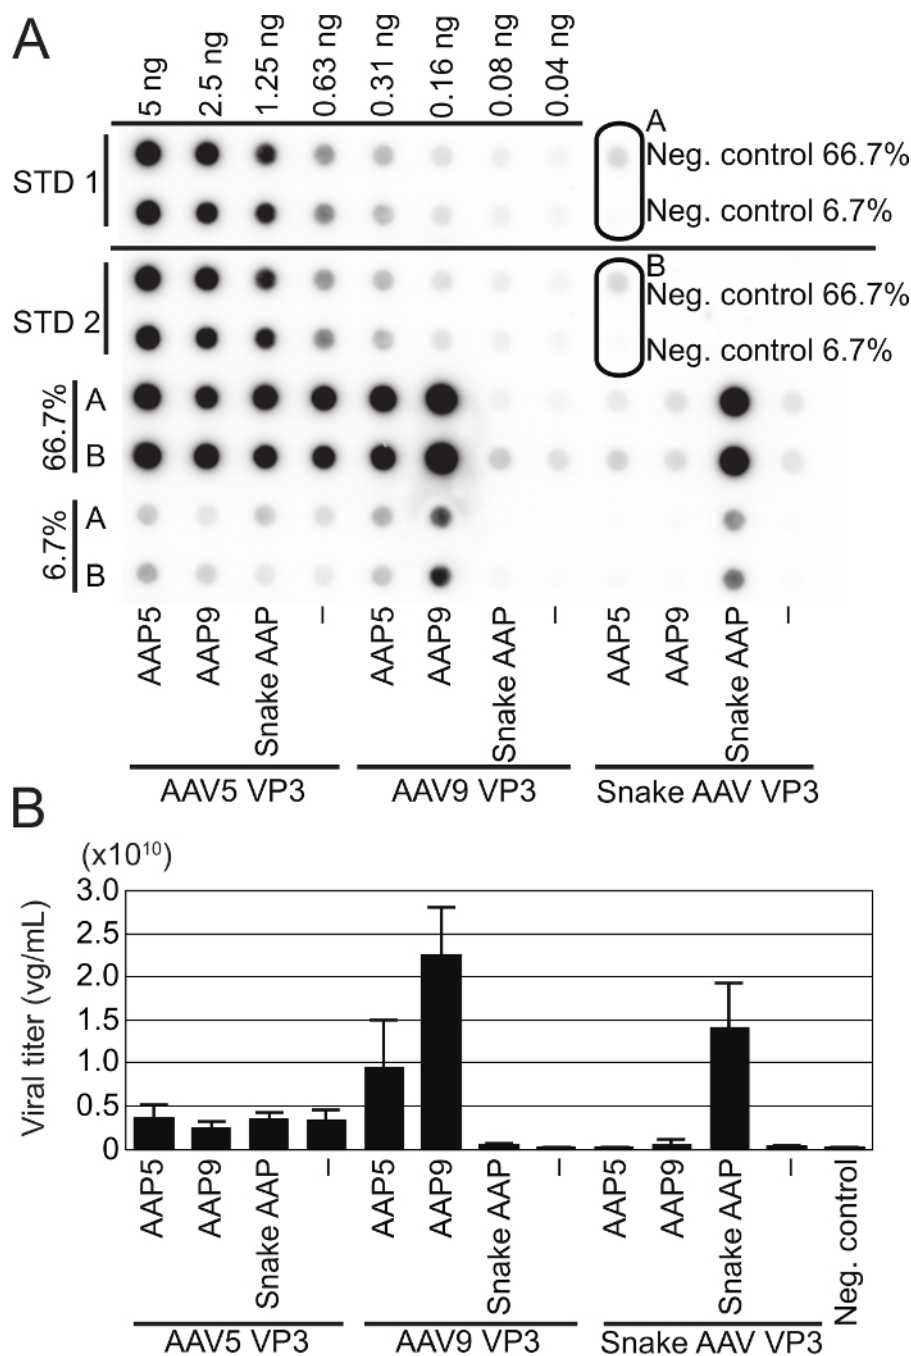 A
5 ng 2.5 ng 1.25 ng 0.63 ng 0.31 ng 0.16 ng 0.08 ng 0.04 ng
A
Neg. control 66.7%
STD 1
Neg. control 6.7%
B
Neg. control 66.7%
STD 2
Neg. control 6.7%
66.7%
A
B
6.7%
A
B
AAP5 AAP9 Snake AAP – AAP5 AAP9 Snake AAP – AAP5 AAP9 Snake AAP –
AAV5 VP3 AAV9 VP3 Snake AAV VP3
B
(x10¹⁰)
Viral titer (vg/mL)
3.0
2.5
2.0
1.5
1.0
0.5
0
AAP5 AAP9 Snake AAP – AAP5 AAP9 Snake AAP – AAP5 AAP9 Snake AAP – Neg. control
AAV5 VP3 AAV9 VP3 Snake AAV VP3